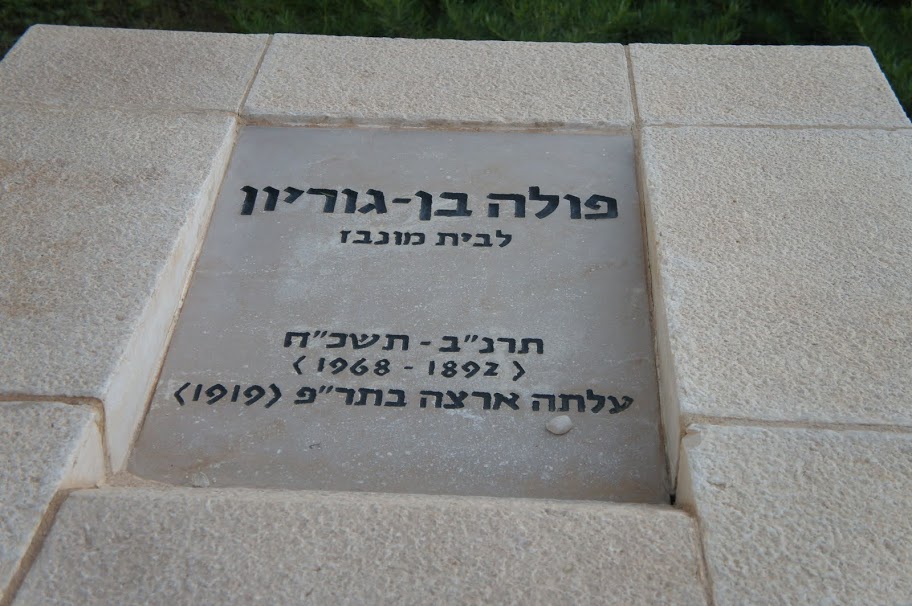 פולה בן-גוריון
לבית מונבז
תרנ"ב - תשכ"ח
(1892 - 1968)
עלתה ארצה בתר"פ (1919)